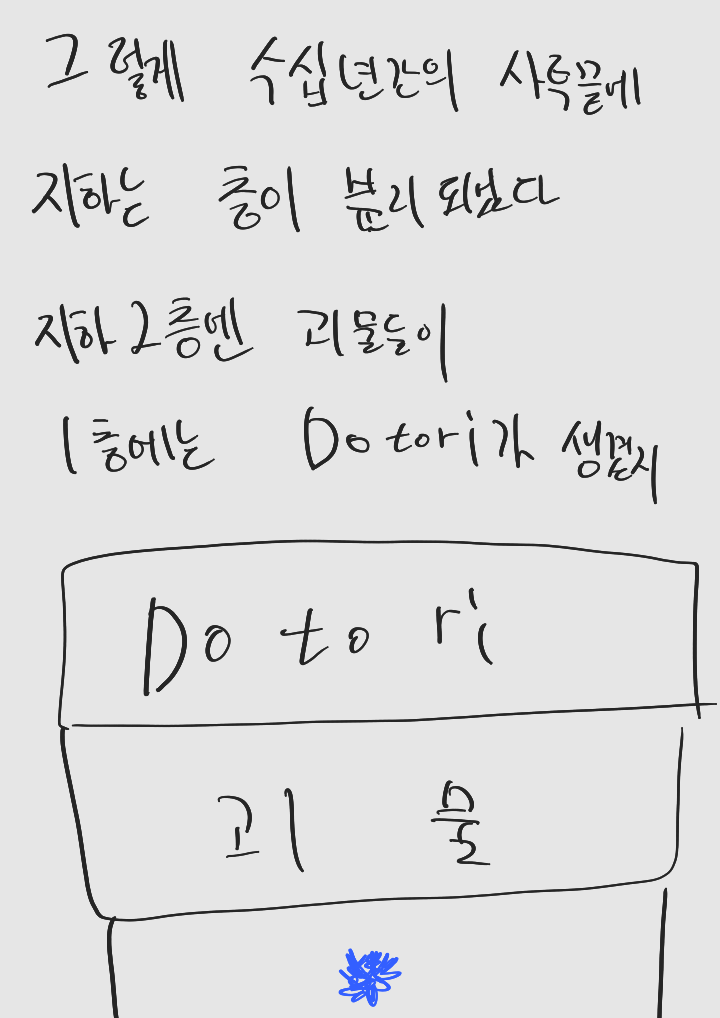 그렇게 수십년간의 사투끝에
지하는 층이 분리되었다
지하2층엔 괴물들이
1층에는 Dotori가 생겼지
Dotori
괴물